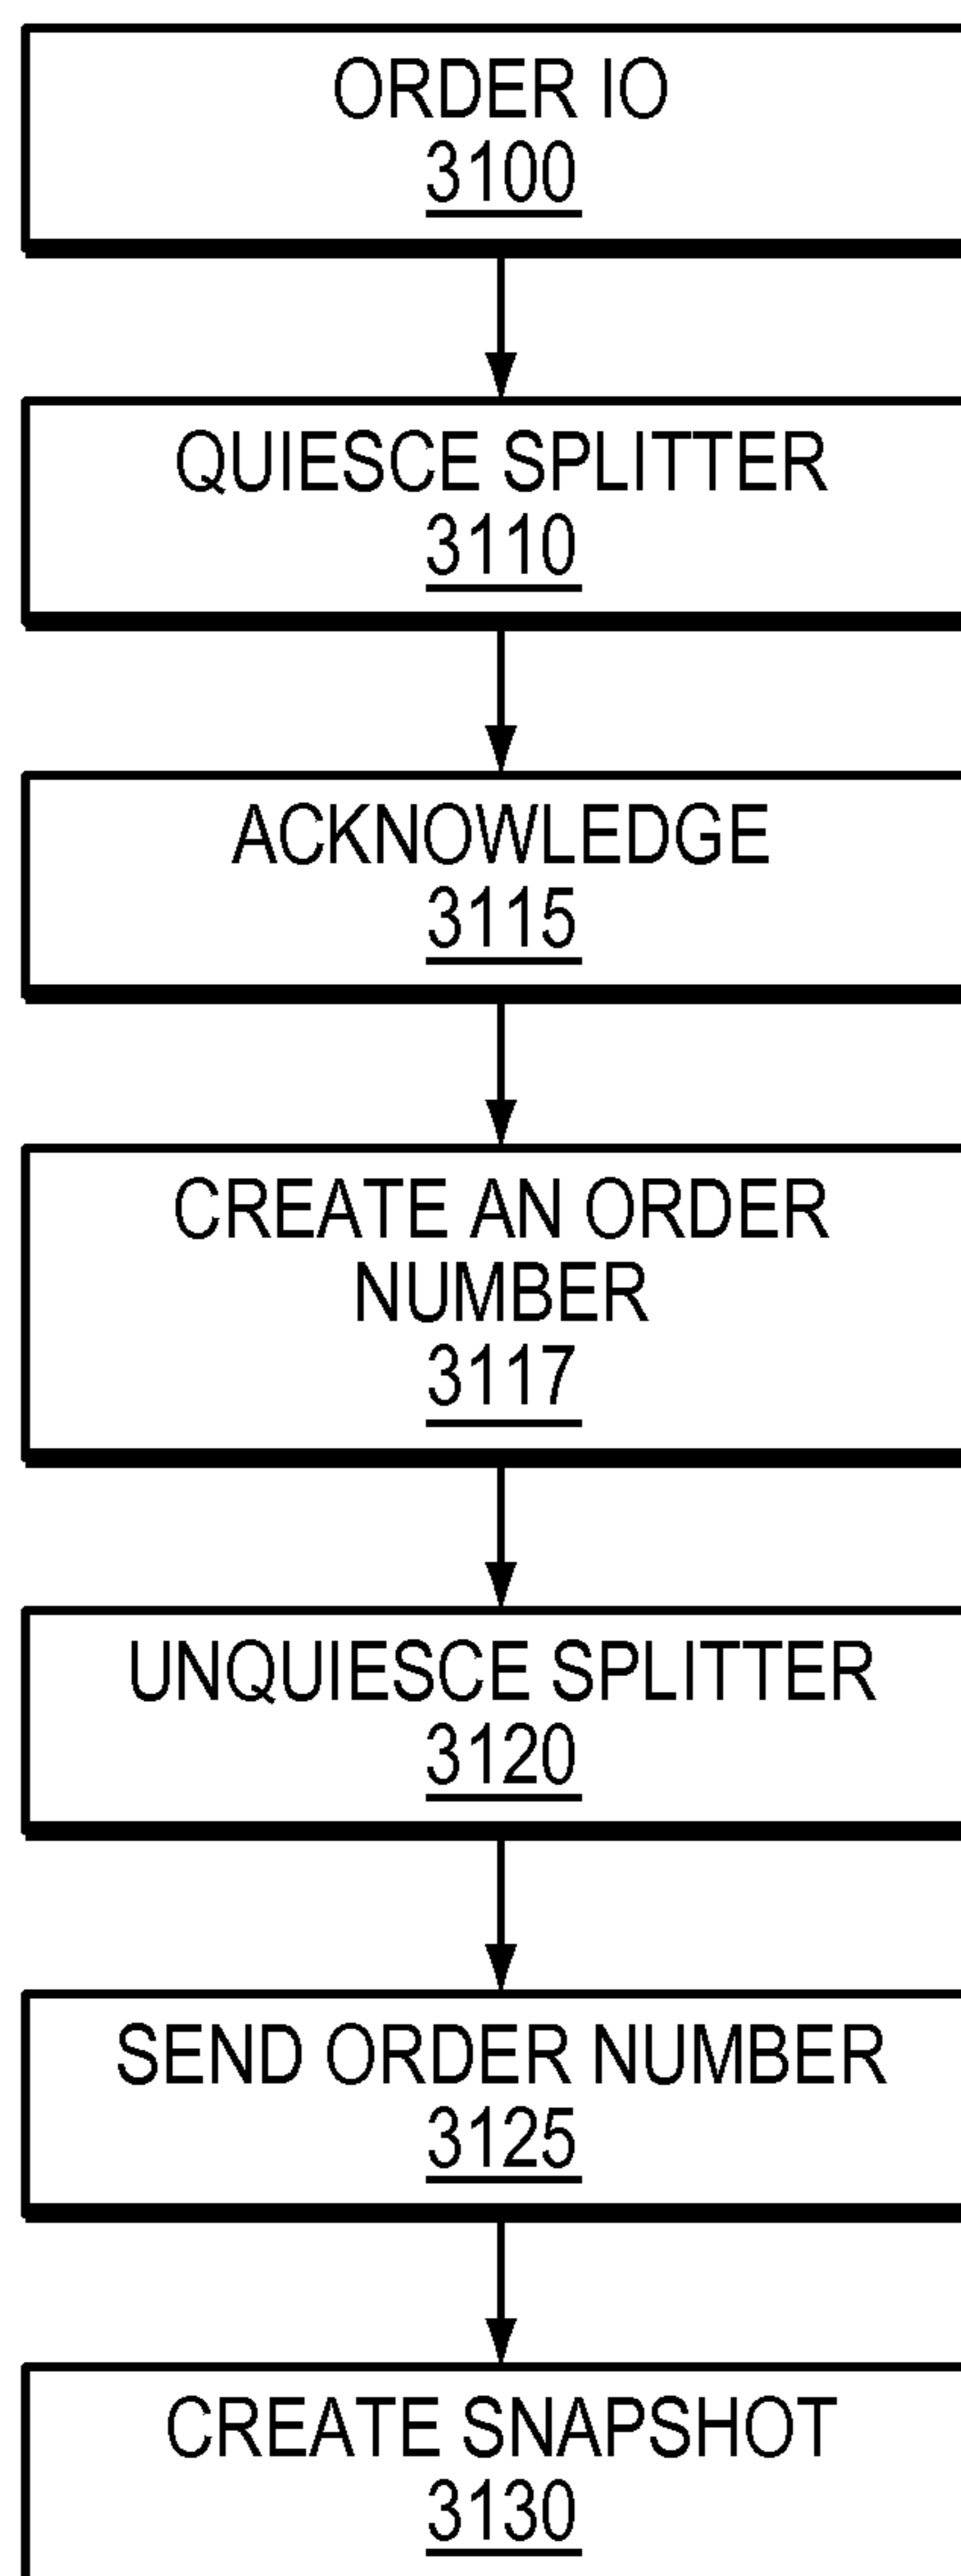 ORDER IO
3100
QUIESCE SPLITTER
3110
ACKNOWLEDGE
3115
CREATE AN ORDER
NUMBER
3117
UNQUIESCE SPLITTER
3120
SEND ORDER NUMBER
3125
CREATE SNAPSHOT
3130